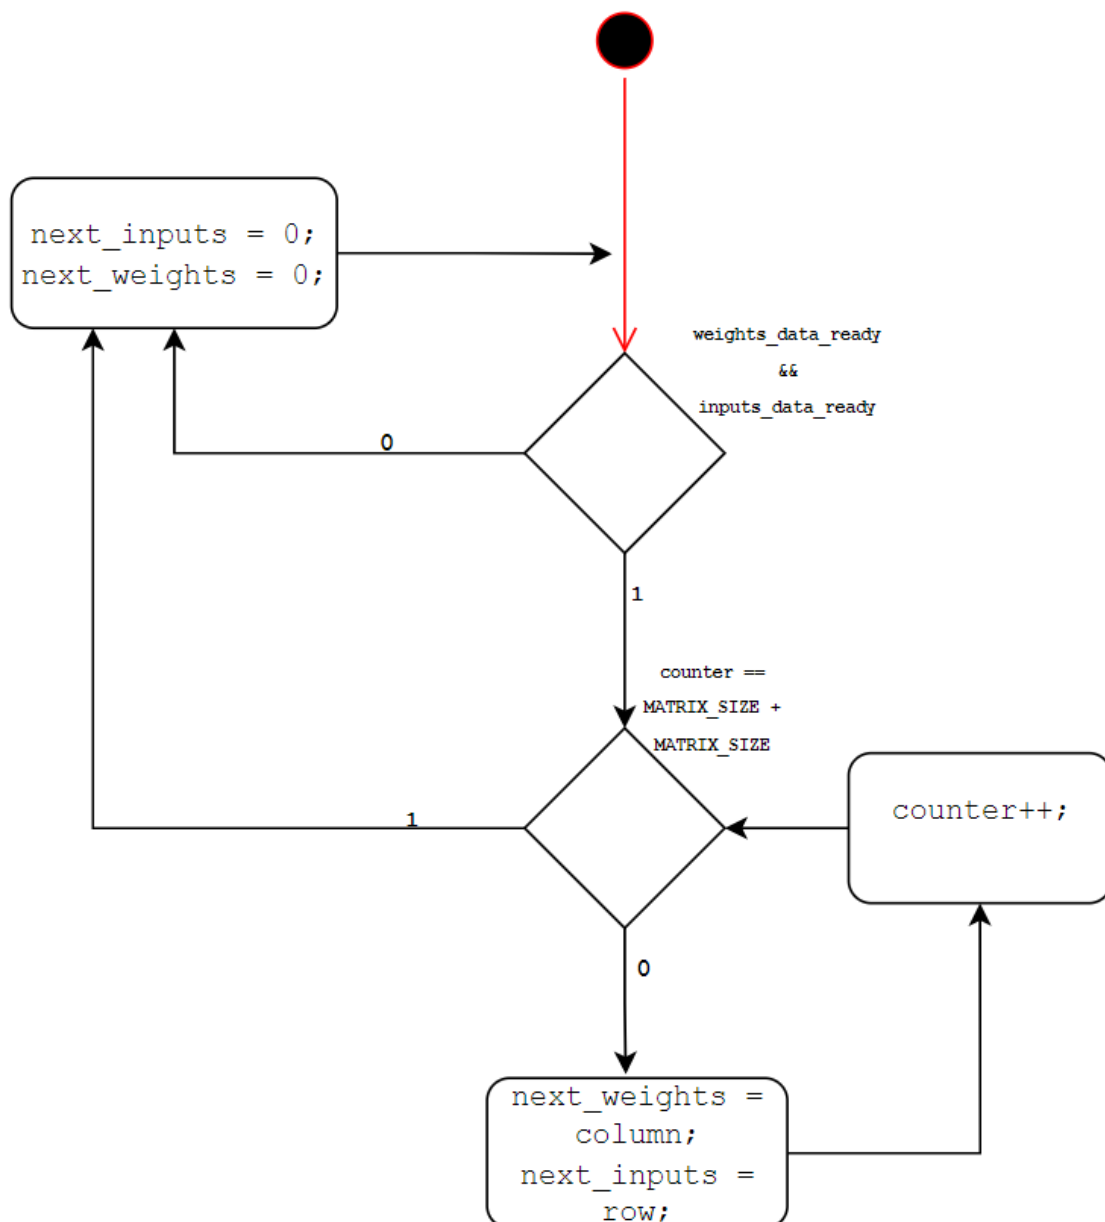 next_inputs = 0;
next_weights = 0;
weights_data_ready
&&
inputs_data_ready
0
1
counter ==
MATRIX_SIZE +
MATRIX_SIZE
counter++;
1
0
next_weights =
column;
next_inputs =
row;